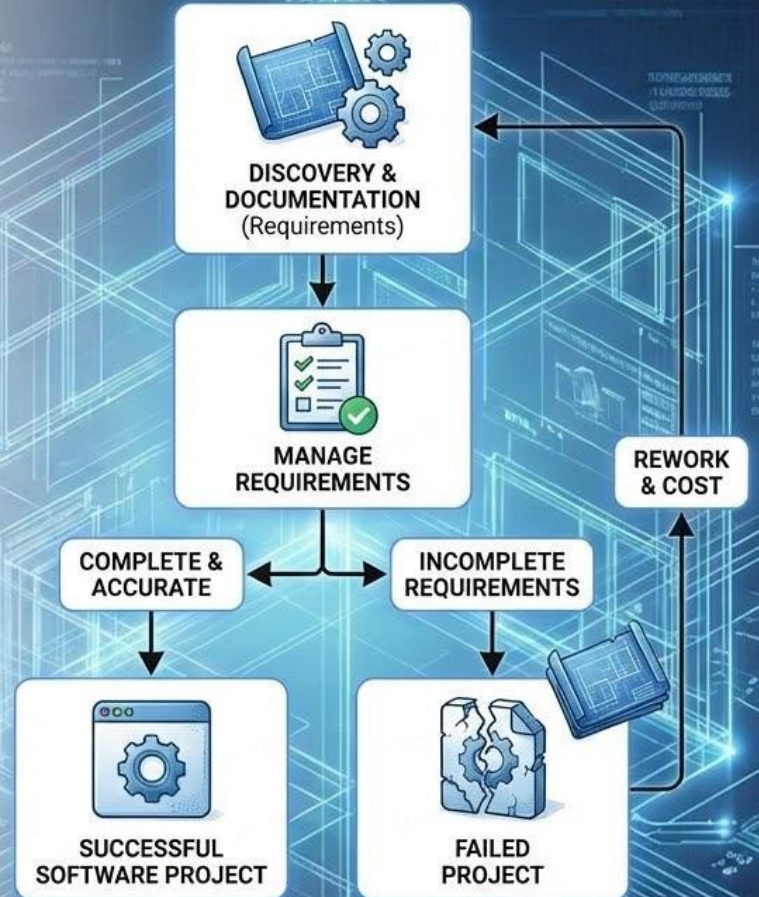 DISCOVERY &
DOCUMENTATION
(Requirements)
MANAGE
REQUIREMENTS
REWORK
& COST
COMPLETE &
ACCURATE
INCOMPLETE
REQUIREMENTS
SUCCESSFUL
SOFTWARE PROJECT
FAILED
PROJECT